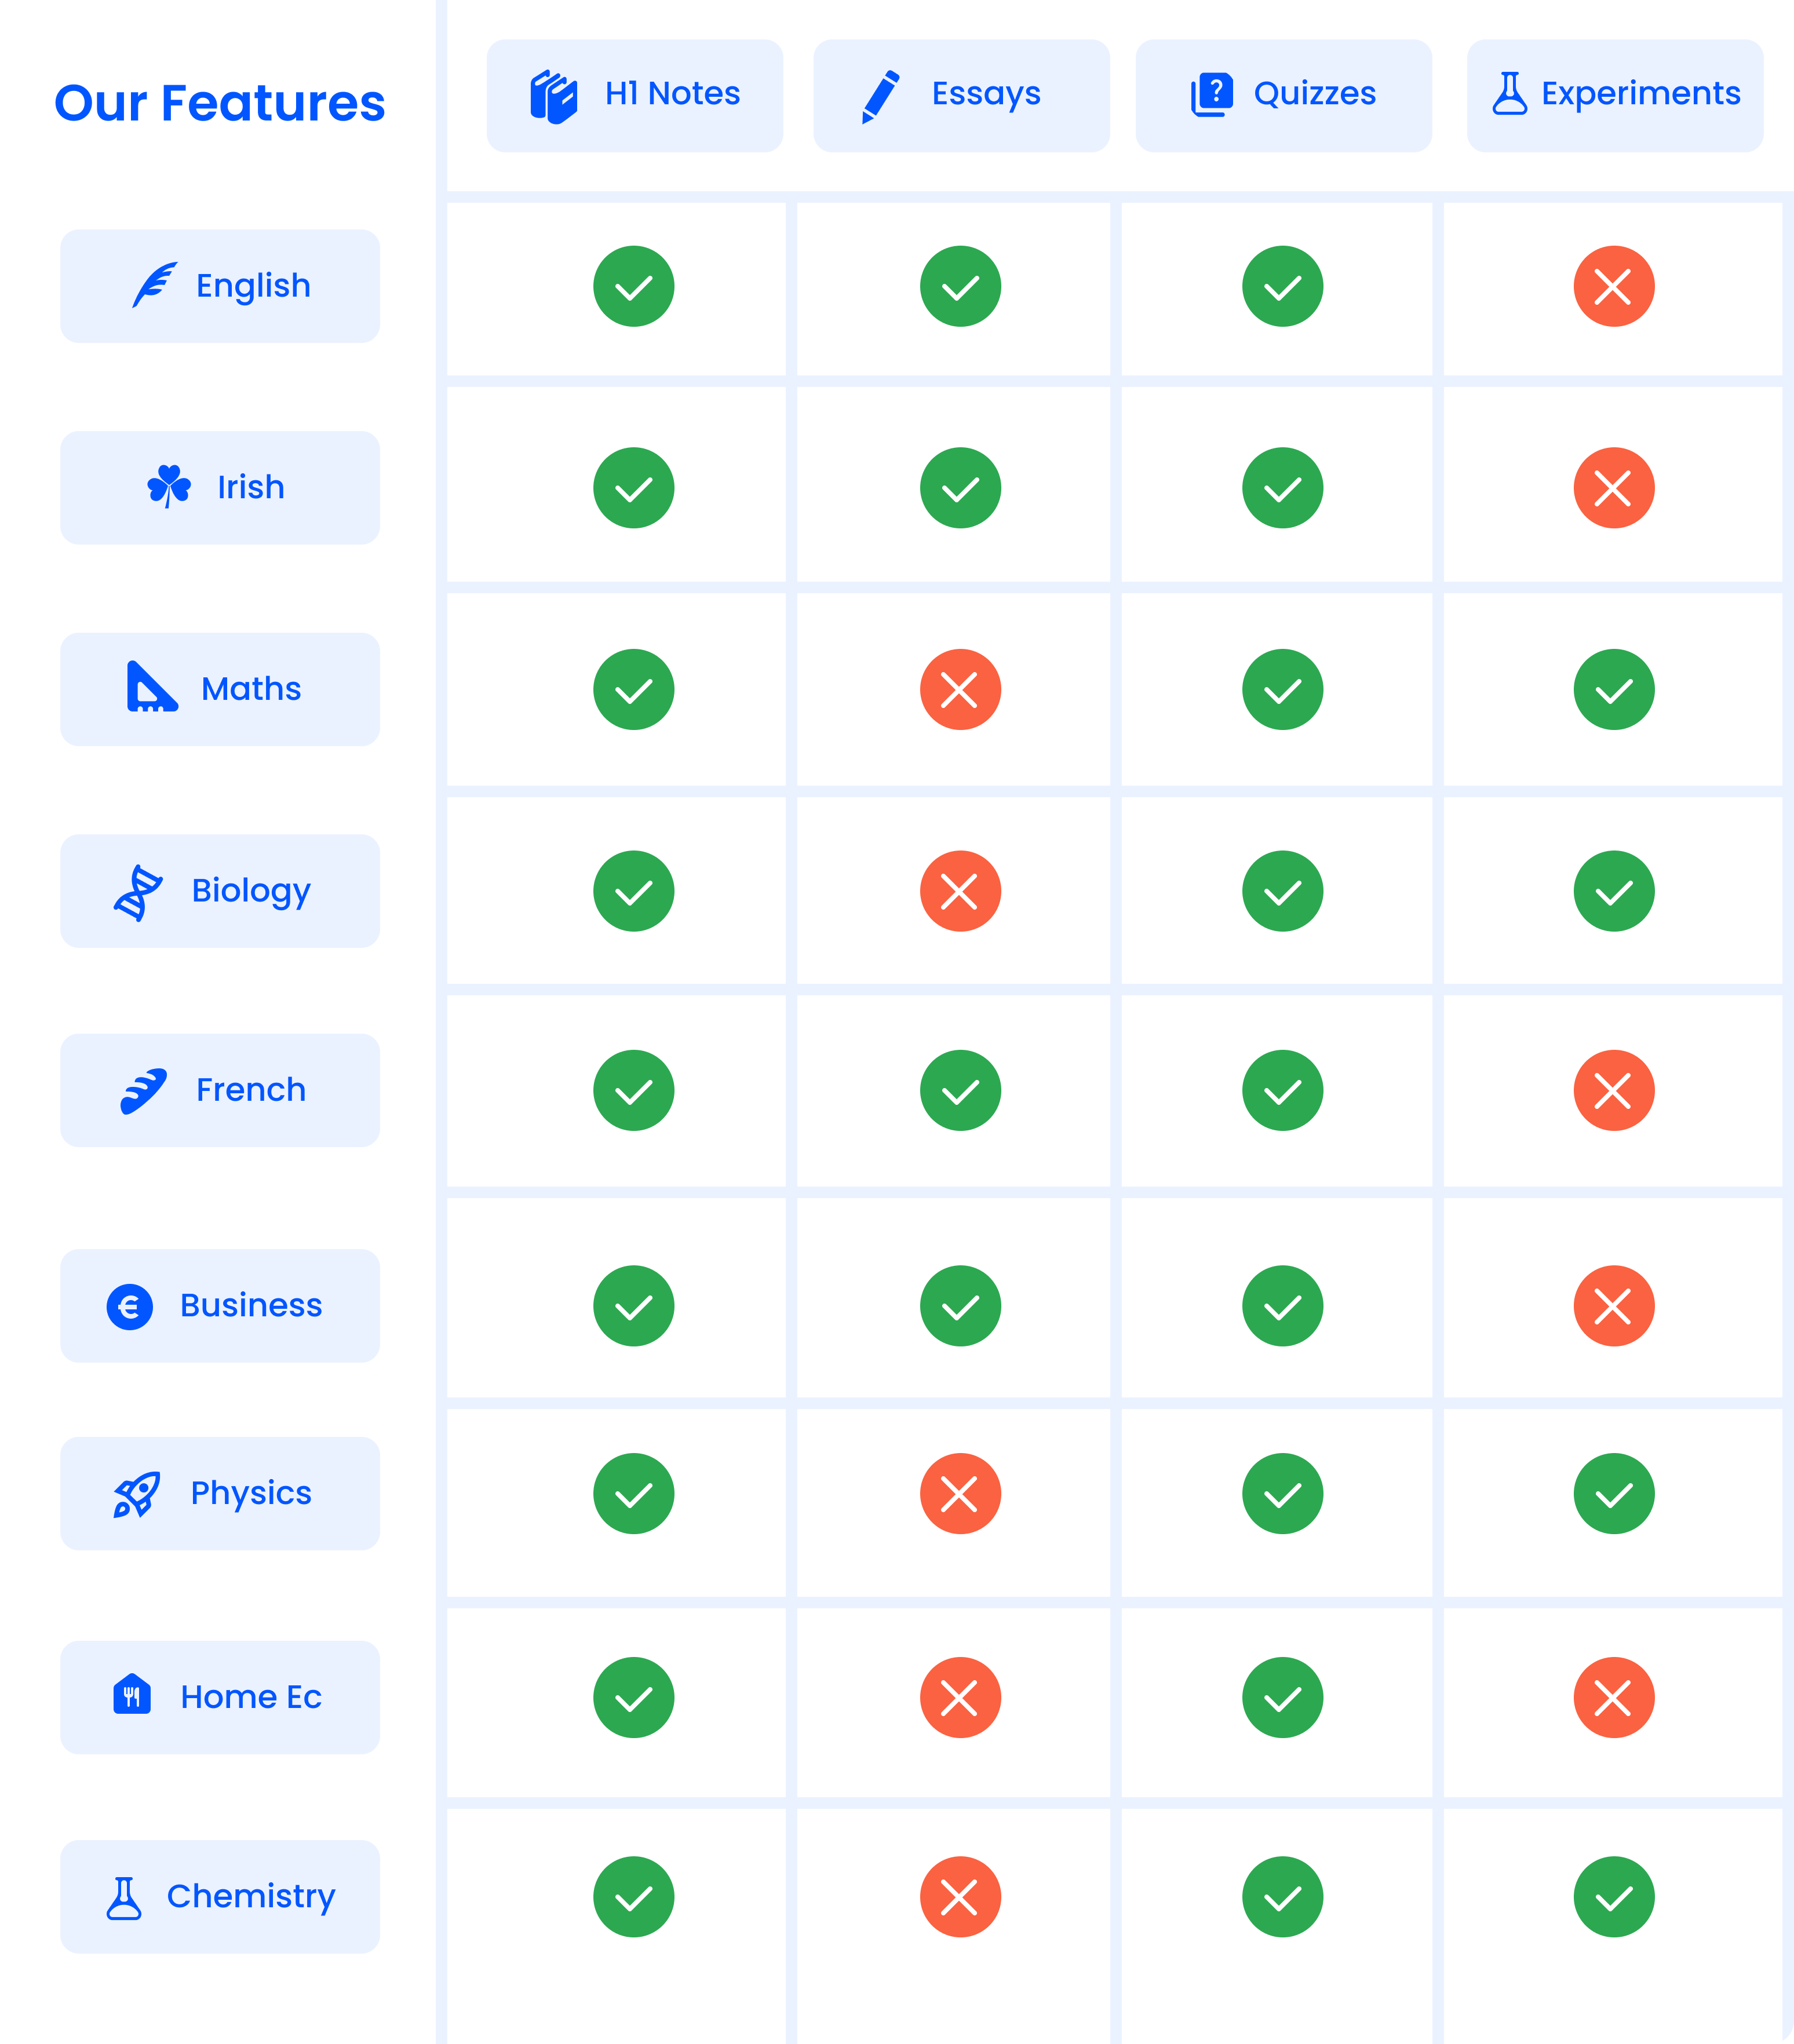 Our Features
H1 Notes
Essays
Quizzes
Experiments
English
Irish
Maths
Biology
French
Business
Physics
Home Ec
Chemistry